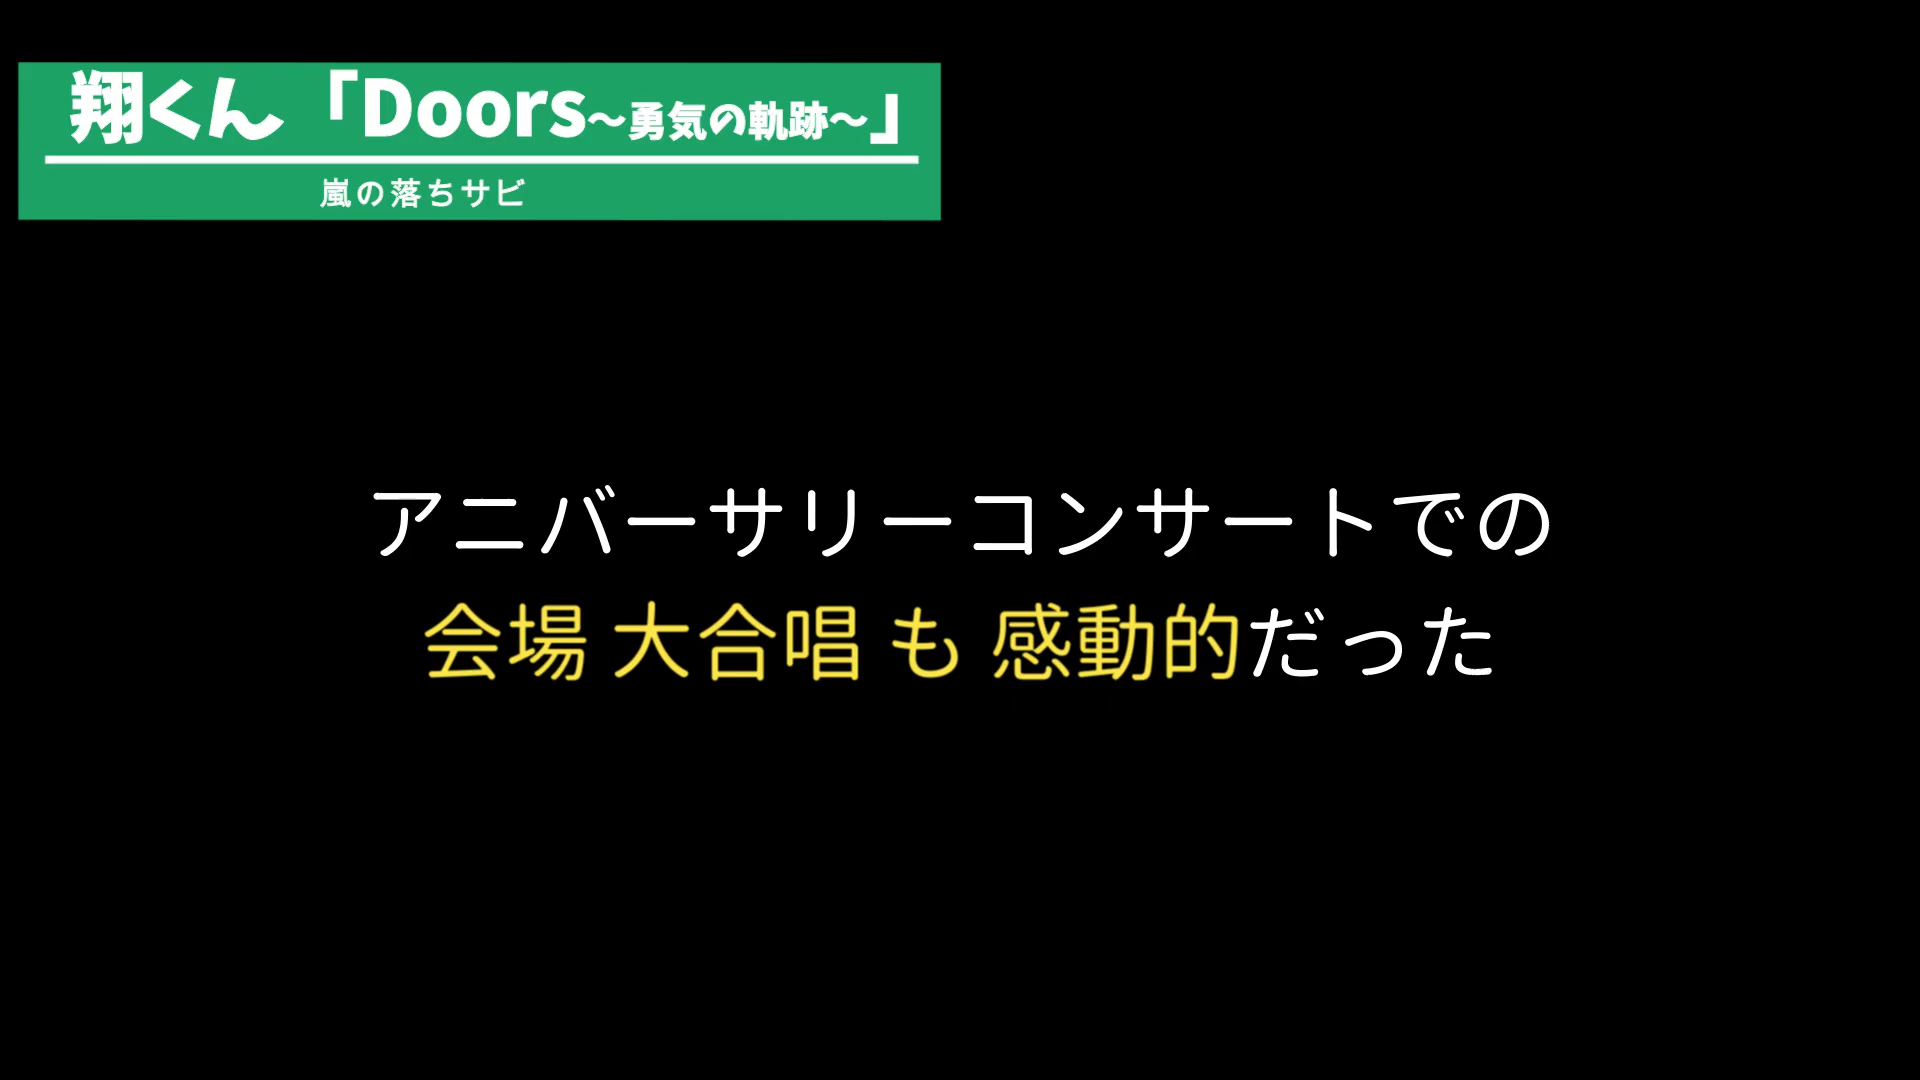 翔くん「Doors～勇気の軌跡～」
嵐の落ちサビ
アニバーサリーコンサートでの
会場 大合唱 も 感動的だった